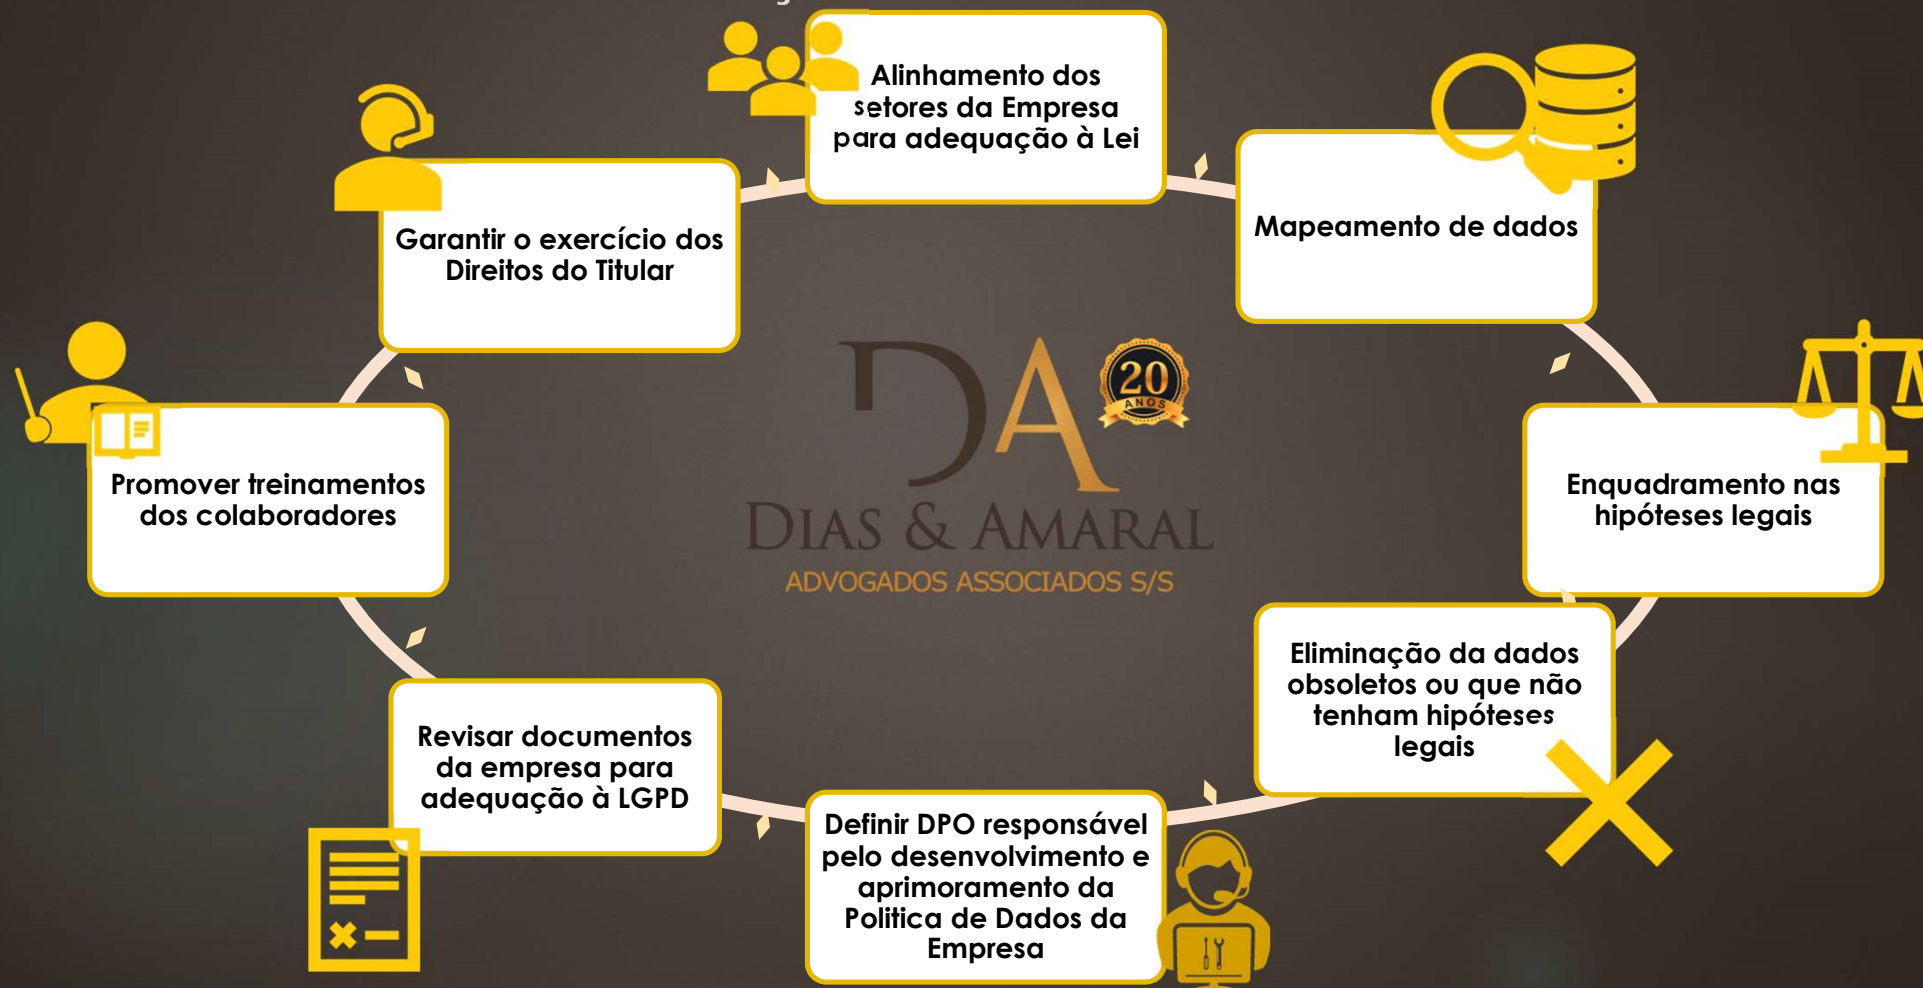 Alinhamento dos
setores da Empresa
para adequação à Lei
Mapeamento de dados
Enquadramento nas
hipóteses legais
Eliminação da dados
obsoletos ou que não
tenham hipóteses
legais
Definir DPO responsável
pelo desenvolvimento e
aprimoramento da
Politica de Dados da
Empresa
Revisar documentos
da empresa para
adequação à LGPD
Promover treinamentos
dos colaboradores
Garantir o exercício dos
Direitos do Titular
DA
20
ANOS
DIAS & AMARAL
ADVOGADOS ASSOCIADOS S/S